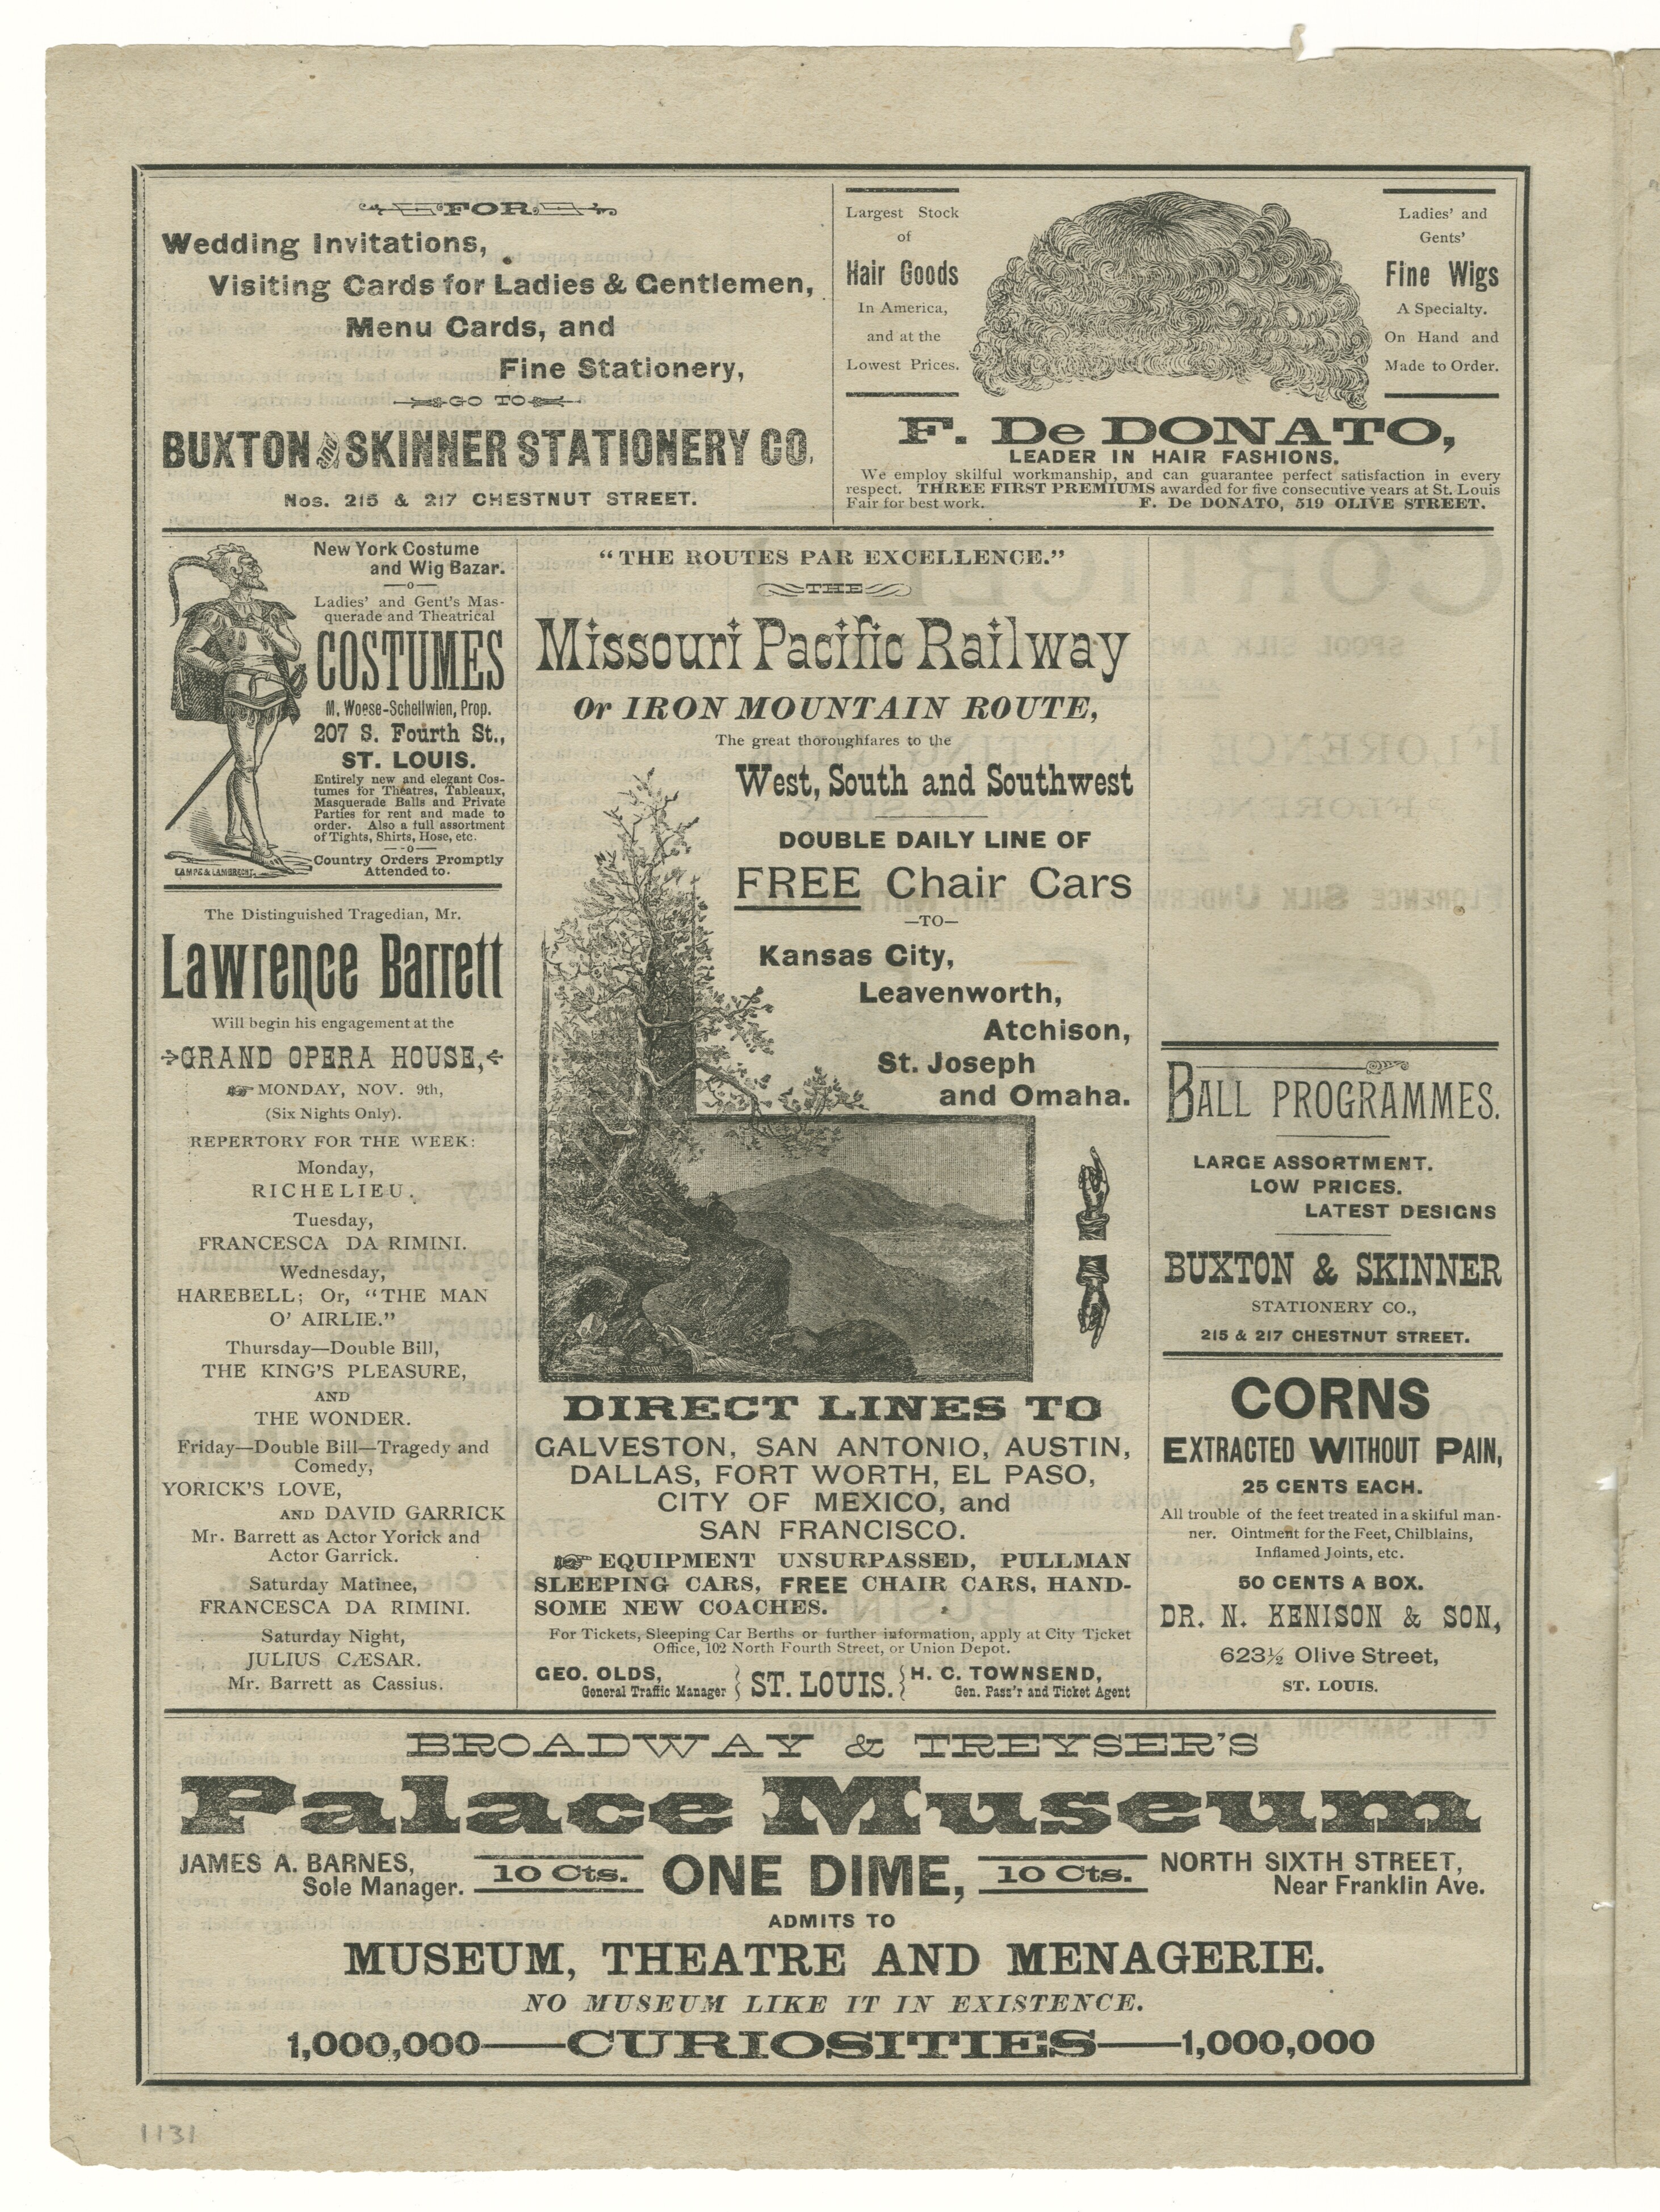 FOR
Wedding Invitations,
Visiting Cards for Ladies & Gentlemen,
Menu Cards, and
Fine Stationery,
GO TO
BUXTON AND SKINNER STATIONERY CO,
Nos. 215 & 217 CHESTNUT STREET.
Largest Stock
of
Hair Goods
In America,
and at the
Lowest Prices.
Ladies' and
Gents'
Fine Wigs
A Specialty.
On Hand and
Made to Order.
F. De DONATO,
LEADER IN HAIR FASHIONS.
We employ skilful workmanship, and can guarantee perfect satisfaction in every
respect. THREE FIRST PREMIUMS awarded for five consecutive years at St. Louis
Fair for best work. F. De DONATO, 519 OLIVE STREET.
New York Costume
and Wig Bazar.
—o—
Ladies' and Gent's Mas-
querade and Theatrical
COSTUMES
M. Woese-Schellwien, Prop.
207 S. Fourth St.,
ST. LOUIS.
Entirely new and elegant Cos-
tumes for Theatres, Tableaux,
Masquerade Balls and Private
Parties for rent and made to
order. Also a full assortment
of Tights, Shirts, Hose, etc.
—o—
Country Orders Promptly
Attended to.
LAMPE & LAMBRECHT.
The Distinguished Tragedian, Mr.
Lawrence Barrett
Will begin his engagement at the
GRAND OPERA HOUSE,
☞ MONDAY, NOV. 9th,
(Six Nights Only).
REPERTORY FOR THE WEEK:
Monday,
RICHELIEU.
Tuesday,
FRANCESCA DA RIMINI.
Wednesday,
HAREBELL; Or, "THE MAN
O' AIRLIE."
Thursday—Double Bill,
THE KING'S PLEASURE,
AND
THE WONDER.
Friday—Double Bill—Tragedy and
Comedy,
YORICK'S LOVE,
AND DAVID GARRICK
Mr. Barrett as Actor Yorick and
Actor Garrick.
Saturday Matinee,
FRANCESCA DA RIMINI.
Saturday Night,
JULIUS CÆSAR.
Mr. Barrett as Cassius.
"THE ROUTES PAR EXCELLENCE."
THE
Missouri Pacific Railway
Or IRON MOUNTAIN ROUTE,
The great thoroughfares to the
West, South and Southwest
DOUBLE DAILY LINE OF
FREE Chair Cars
—TO—
Kansas City,
Leavenworth,
Atchison,
St. Joseph
and Omaha.
DIRECT LINES TO
GALVESTON, SAN ANTONIO, AUSTIN,
DALLAS, FORT WORTH, EL PASO,
CITY OF MEXICO, and
SAN FRANCISCO.
☞ EQUIPMENT UNSURPASSED, PULLMAN
SLEEPING CARS, FREE CHAIR CARS, HAND-
SOME NEW COACHES.
For Tickets, Sleeping Car Berths or further information, apply at City Ticket
Office, 102 North Fourth Street, or Union Depot.
GEO. OLDS,
General Traffic Manager
ST. LOUIS.
H. C. TOWNSEND,
Gen. Pass'r and Ticket Agent
BALL PROGRAMMES.
LARGE ASSORTMENT.
LOW PRICES.
LATEST DESIGNS
BUXTON & SKINNER
STATIONERY CO.,
215 & 217 CHESTNUT STREET.
CORNS
EXTRACTED WITHOUT PAIN,
25 CENTS EACH.
All trouble of the feet treated in a skilful man-
ner. Ointment for the Feet, Chilblains,
Inflamed Joints, etc.
50 CENTS A BOX.
DR. N. KENISON & SON,
623½ Olive Street,
ST. LOUIS.
BROADWAY & TREYSER'S
Palace Museum
JAMES A. BARNES,
Sole Manager.
10 Cts. ONE DIME, 10 Cts.
NORTH SIXTH STREET,
Near Franklin Ave.
ADMITS TO
MUSEUM, THEATRE AND MENAGERIE.
NO MUSEUM LIKE IT IN EXISTENCE.
1,000,000——CURIOSITIES——1,000,000
1131